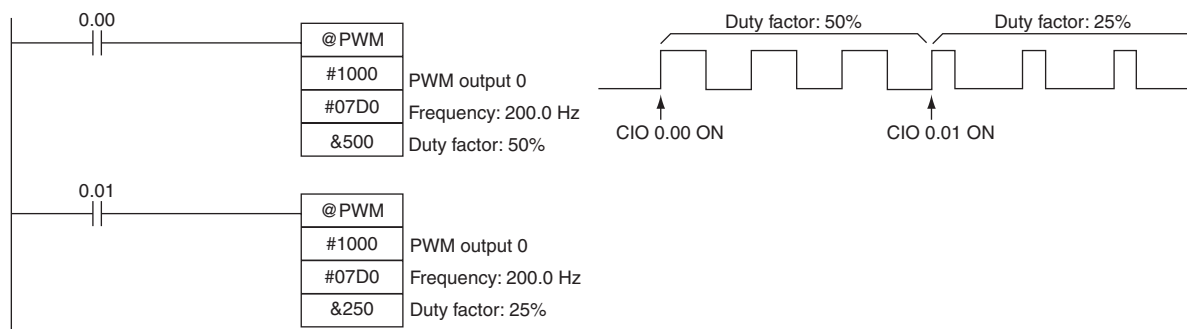 0.00
@PWM
#1000 PWM output 0
#07D0 Frequency: 200.0 Hz
&500 Duty factor: 50%
Duty factor: 50% Duty factor: 25%
CIO 0.00 ON CIO 0.01 ON
0.01
@PWM
#1000 PWM output 0
#07D0 Frequency: 200.0 Hz
&250 Duty factor: 25%